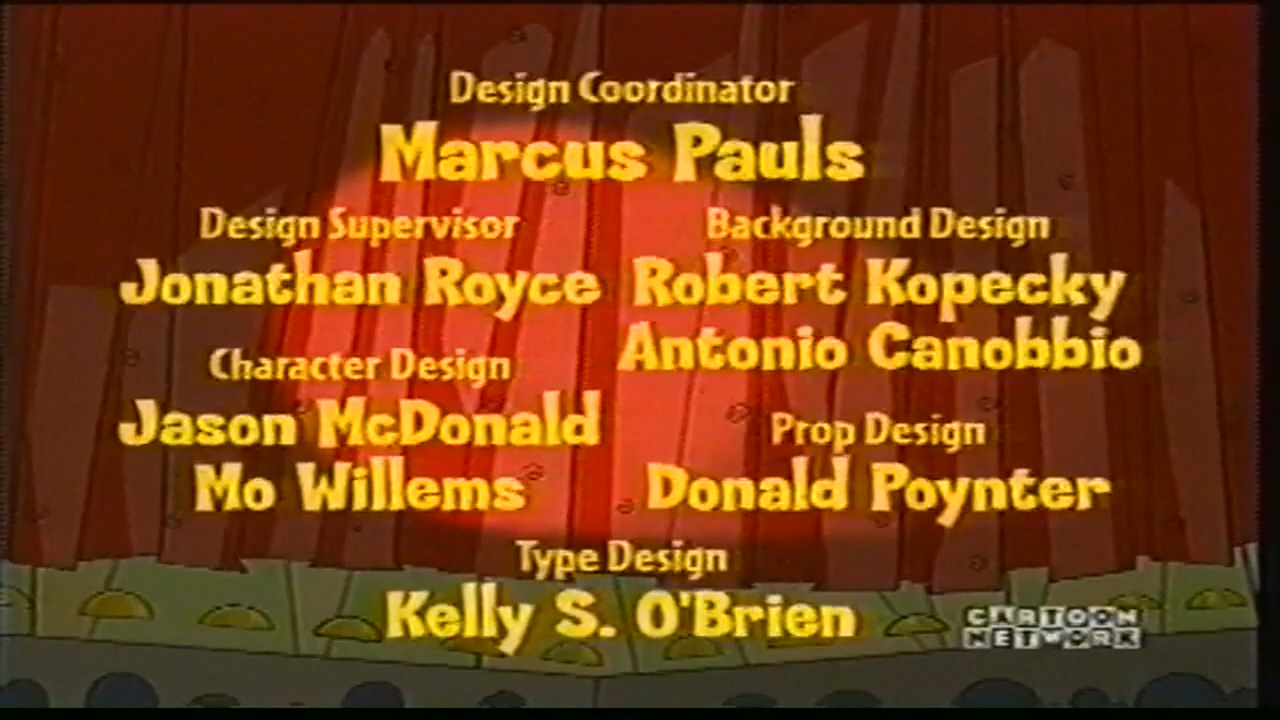 Design Coordinator
Marcus Pauls
Design Supervisor
Jonathan Royce
Character Design
Jason McDonald
Mo Willems
Background Design
Robert Kopecky
Antonio Canobbio
Prop Design
Donald Poynter
Type Design
Kelly S. O'Brien
CARTOON
NETWORK